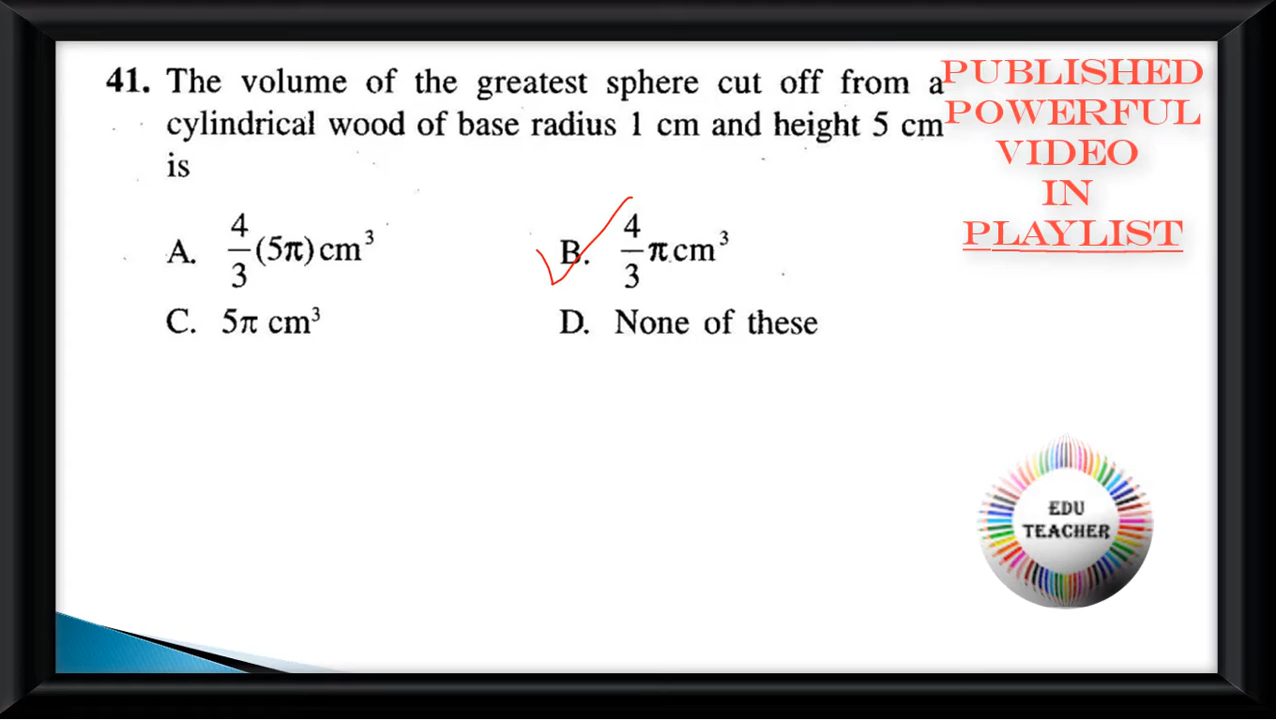 41. The volume of the greatest sphere cut off from a
cylindrical wood of base radius 1 cm and height 5 cm
is
A. 4/3 (5π) cm³
B. 4/3 π cm³
C. 5π cm³
D. None of these
PUBLISHED
POWERFUL
VIDEO
IN
PLAYLIST
EDU
TEACHER